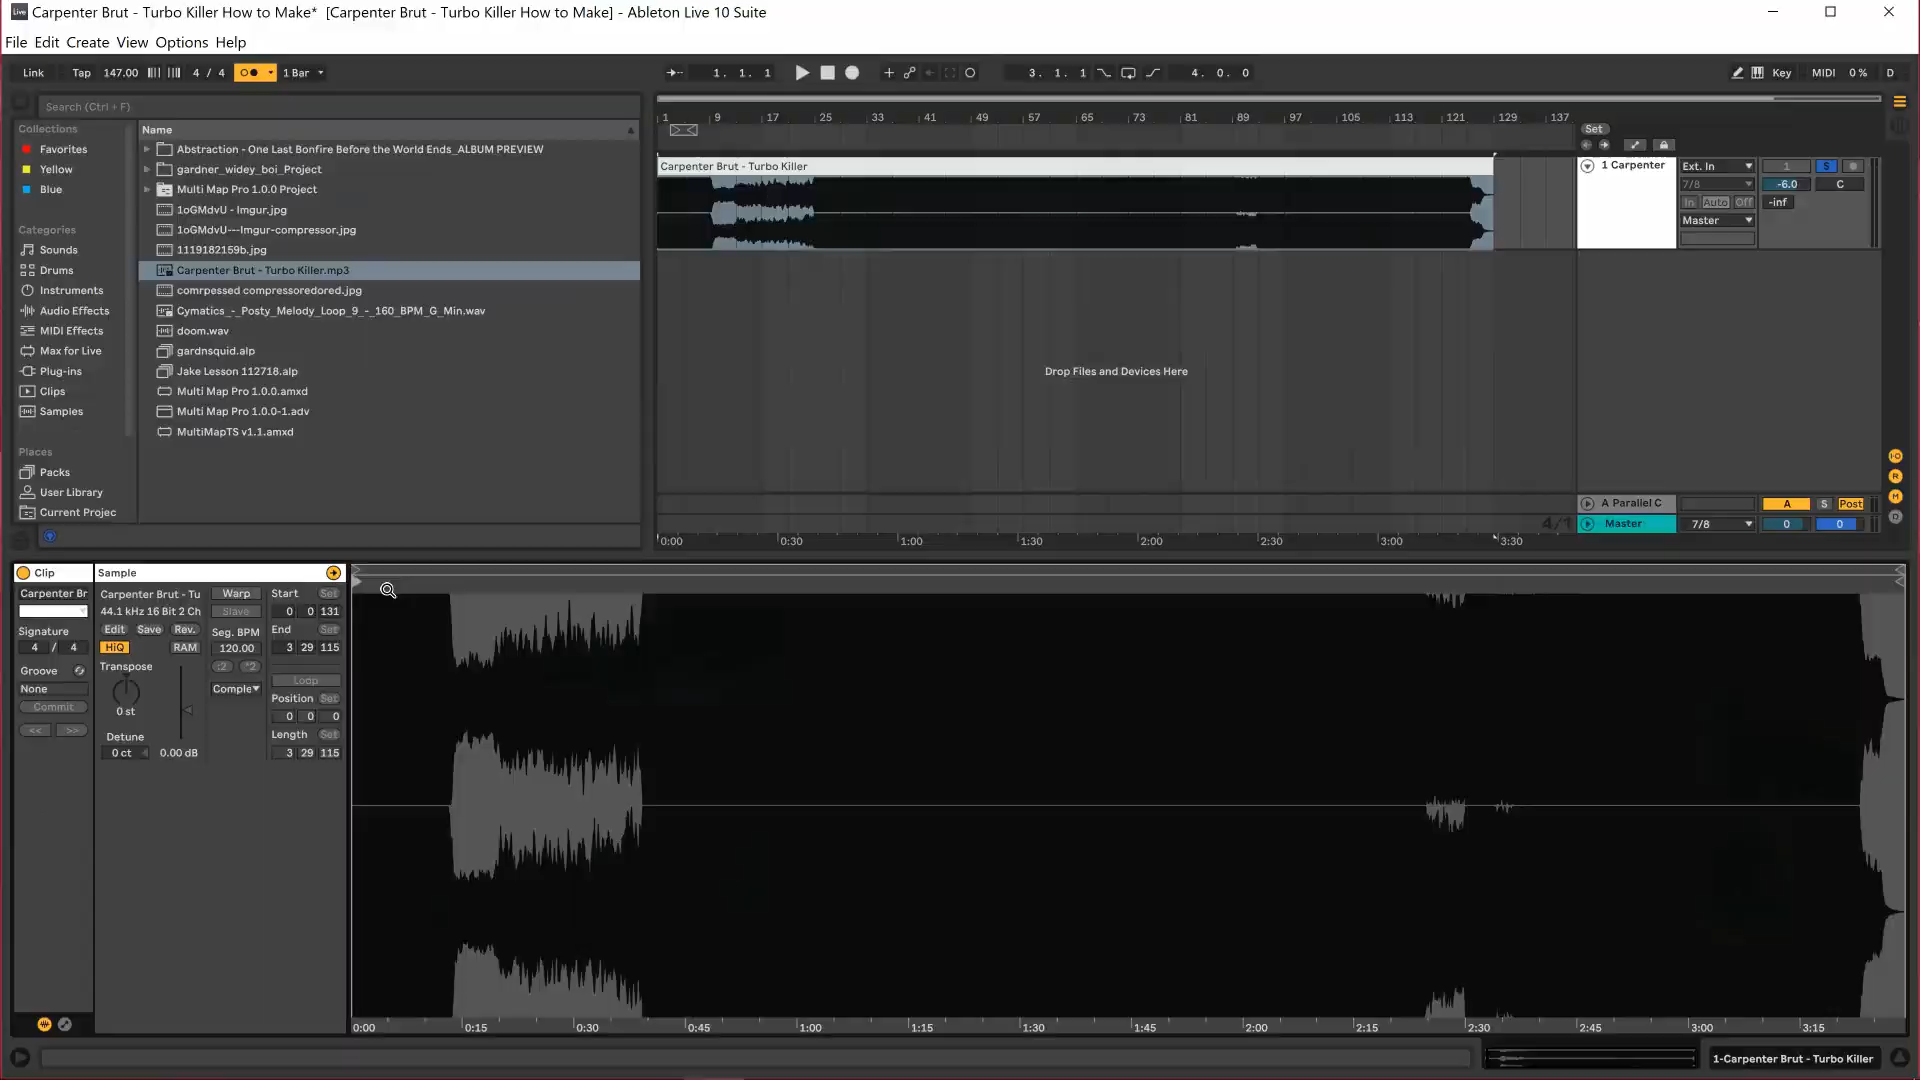 Live Carpenter Brut - Turbo Killer How to Make* [Carpenter Brut - Turbo Killer How to Make] - Ableton Live 10 Suite
File Edit Create View Options Help
Link Tap 147.00 4 / 4 1 Bar 1. 1. 1 3. 1. 1 4. 0. 0 Key MIDI 0 % D
Search (Ctrl + F)
Collections
Favorites
Yellow
Blue
Categories
Sounds
Drums
Instruments
Audio Effects
MIDI Effects
Max for Live
Plug-ins
Clips
Samples
Places
Packs
User Library
Current Projec
Name
Abstraction - One Last Bonfire Before the World Ends_ALBUM PREVIEW
gardner_widey_boi_Project
Multi Map Pro 1.0.0 Project
1oGMdvU - Imgur.jpg
1oGMdvU---Imgur-compressor.jpg
1119182159b.jpg
Carpenter Brut - Turbo Killer.mp3
comrpessed compressoredored.jpg
Cymatics_-_Posty_Melody_Loop_9_-_160_BPM_G_Min.wav
doom.wav
gardnsquid.alp
Jake Lesson 112718.alp
Multi Map Pro 1.0.0.amxd
Multi Map Pro 1.0.0-1.adv
MultiMapTS v1.1.amxd
1 9 17 25 33 41 49 57 65 73 81 89 97 105 113 121 129 137
Set
Carpenter Brut - Turbo Killer
1 Carpenter Ext. In 1 S
7/8 -6.0 C
In Auto Off -inf
Master
Drop Files and Devices Here
A Parallel C A S Post
4/1 Master 7/8 0 0
0:00 0:30 1:00 1:30 2:00 2:30 3:00 3:30
I·O
R
M
D
Clip
Carpenter Br
Signature
4 / 4
Groove
None
Commit
<< >>
Sample
Carpenter Brut - Tu Warp Start Set
44.1 kHz 16 Bit 2 Ch Slave 0 0 131
Edit Save Rev. Seg. BPM End Set
HiQ RAM 120.00 3 29 115
Transpose :2 *2
0 st Comple Loop
Position Set
0 0 0
Detune Length Set
0 ct 0.00 dB 3 29 115
0:00 0:15 0:30 0:45 1:00 1:15 1:30 1:45 2:00 2:15 2:30 2:45 3:00 3:15
1-Carpenter Brut - Turbo Killer